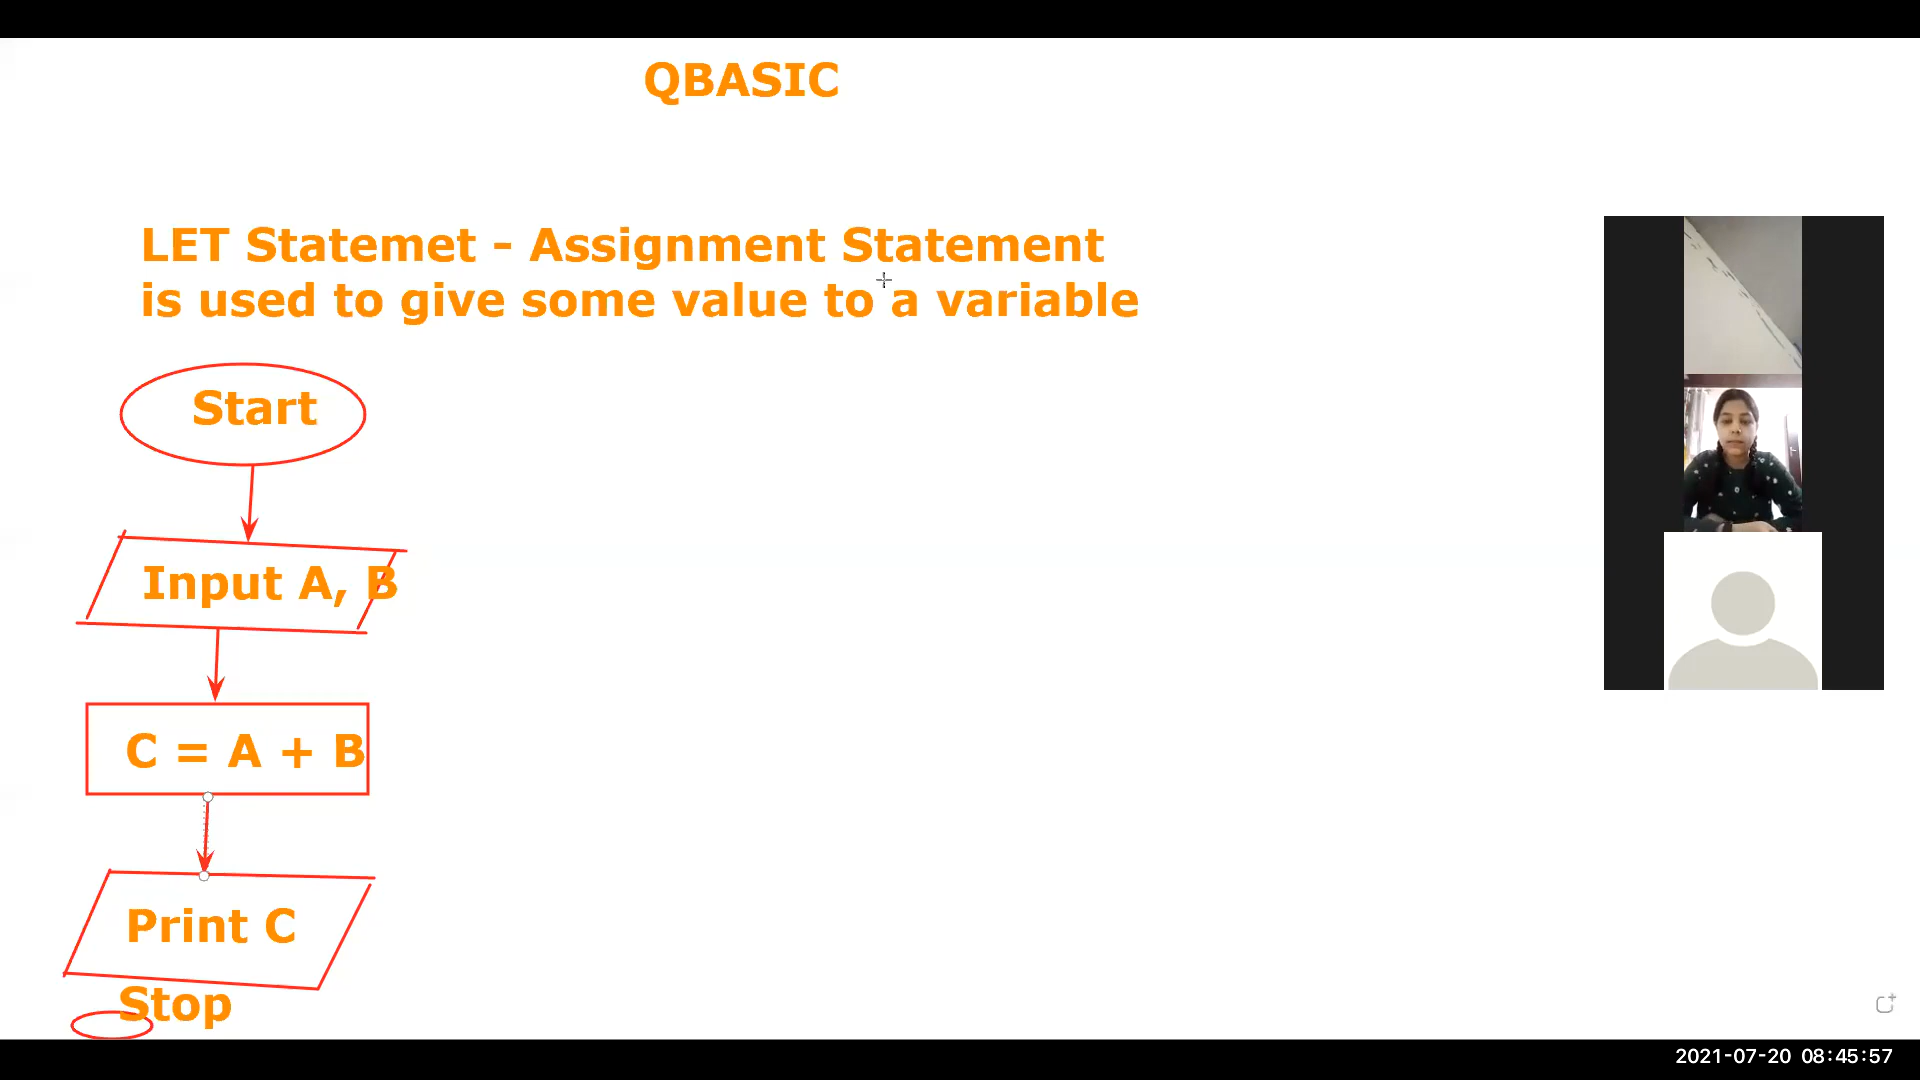 QBASIC
LET Statemet - Assignment Statement
is used to give some value to a variable
Start
Input A, B
C = A + B
Print C
Stop
2021-07-20 08:45:57